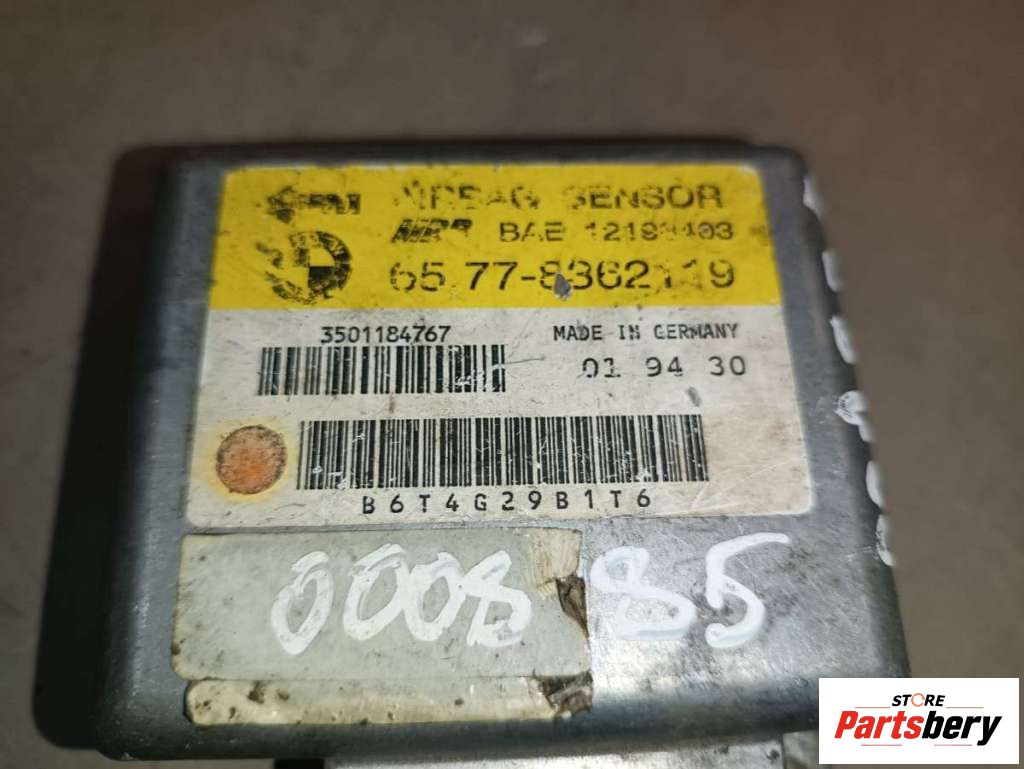 AIRBAG SENSOR
BAE
65.77-8362119
3501184767 MADE IN GERMANY
01 94 30
B6T4G29B1T6
0008 85
STORE
Partsbery